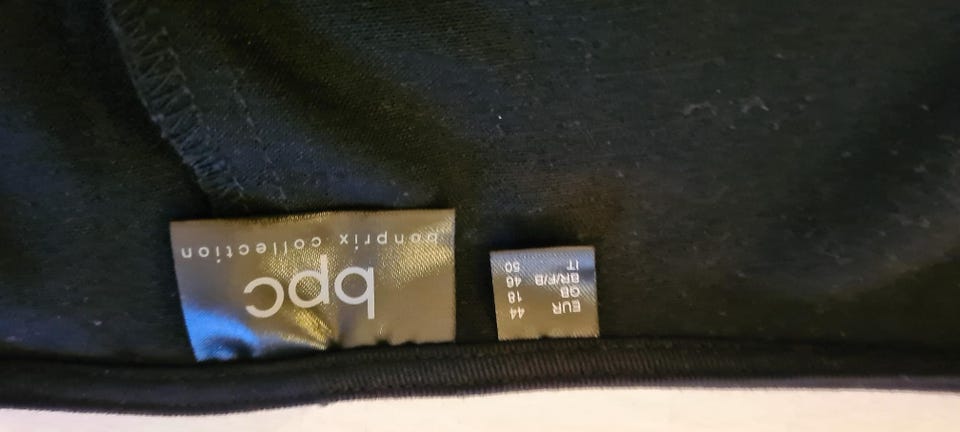 bpc
bonprix collection
EUR 44
GB 18
BR/F/B 46
IT 50